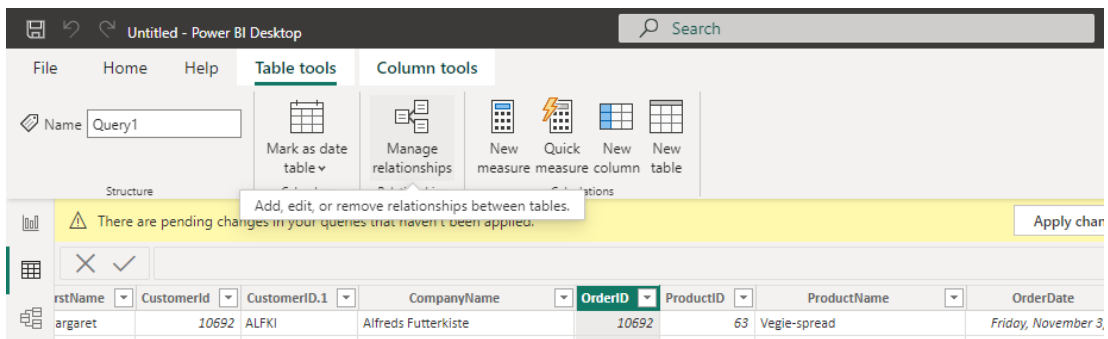 Untitled - Power BI Desktop
Search
File Home Help Table tools Column tools
Name Query1
Mark as date table
Manage relationships
New measure
Quick measure
New column
New table
Structure
Add, edit, or remove relationships between tables.
There are pending changes in your queries that haven't been applied.
Apply chan
rstName CustomerId CustomerID.1 CompanyName OrderID ProductID ProductName OrderDate
argaret 10692 ALFKI Alfreds Futterkiste 10692 63 Vegie-spread Friday, November 3,